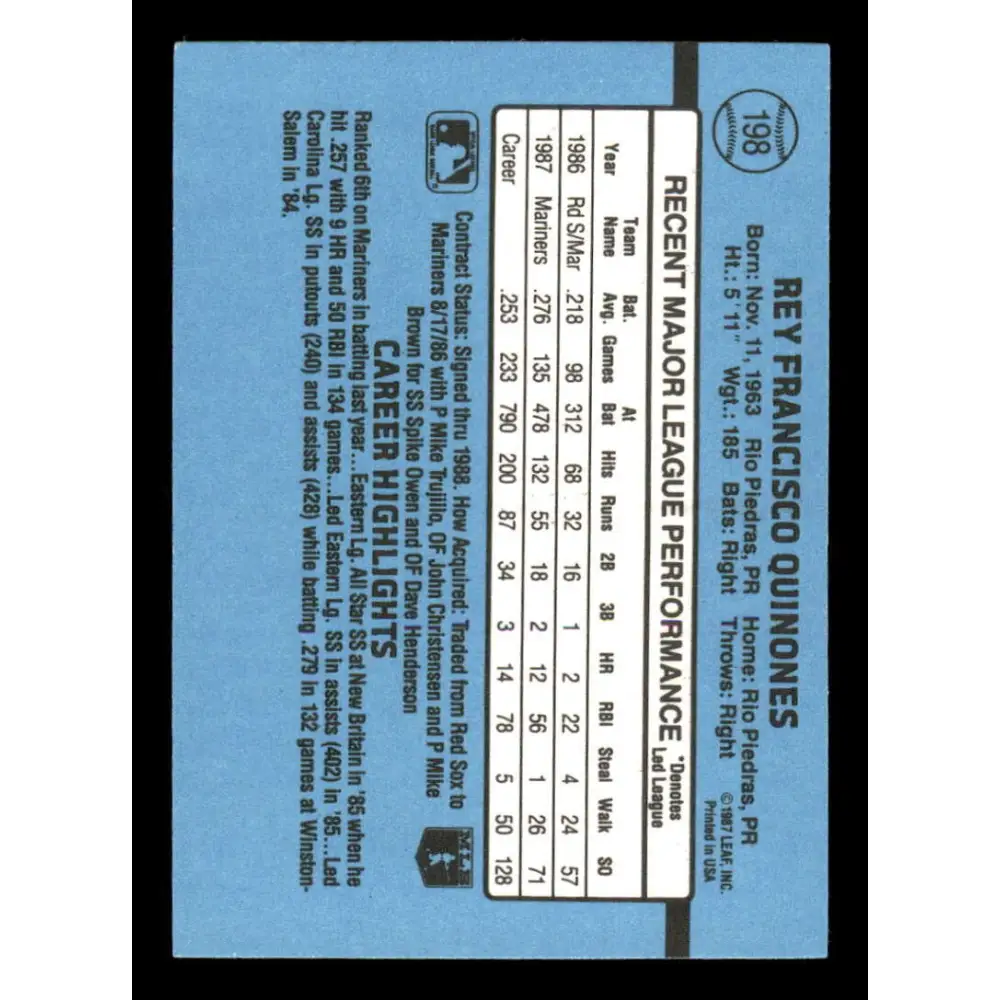 198
REY FRANCISCO QUINONES
Born: Nov. 11, 1963 Rio Piedras, PR Home: Rio Piedras, PR
Ht.: 5'11" Wgt.: 185 Bats: Right Throws: Right
©1987 LEAF, INC.
Printed in USA
RECENT MAJOR LEAGUE PERFORMANCE *Denotes Led League
Year Team Name Bat. Avg. Games At Bat Hits Runs 2B 3B HR RBI Steal Walk SO
1986 Rd S/Mar .218 98 312 68 32 16 1 2 22 4 24 57
1987 Mariners .276 135 478 132 55 18 2 12 56 1 26 71
Career .253 233 790 200 87 34 3 14 78 5 50 128
Contract Status: Signed thru 1988. How Acquired: Traded from Red Sox to
Mariners 8/17/86 with P Mike Trujillo, OF John Christensen and P Mike
Brown for SS Spike Owen and OF Dave Henderson
MLB
CAREER HIGHLIGHTS
Ranked 6th on Mariners in batting last year...Eastern Lg. All Star SS at New Britain in '85 when he
hit .257 with 9 HR and 50 RBI in 134 games...Led Eastern Lg. SS in assists (402) in '85...Led
Carolina Lg. SS in putouts (240) and assists (428) while batting .279 in 132 games at Winston-
Salem in '84.